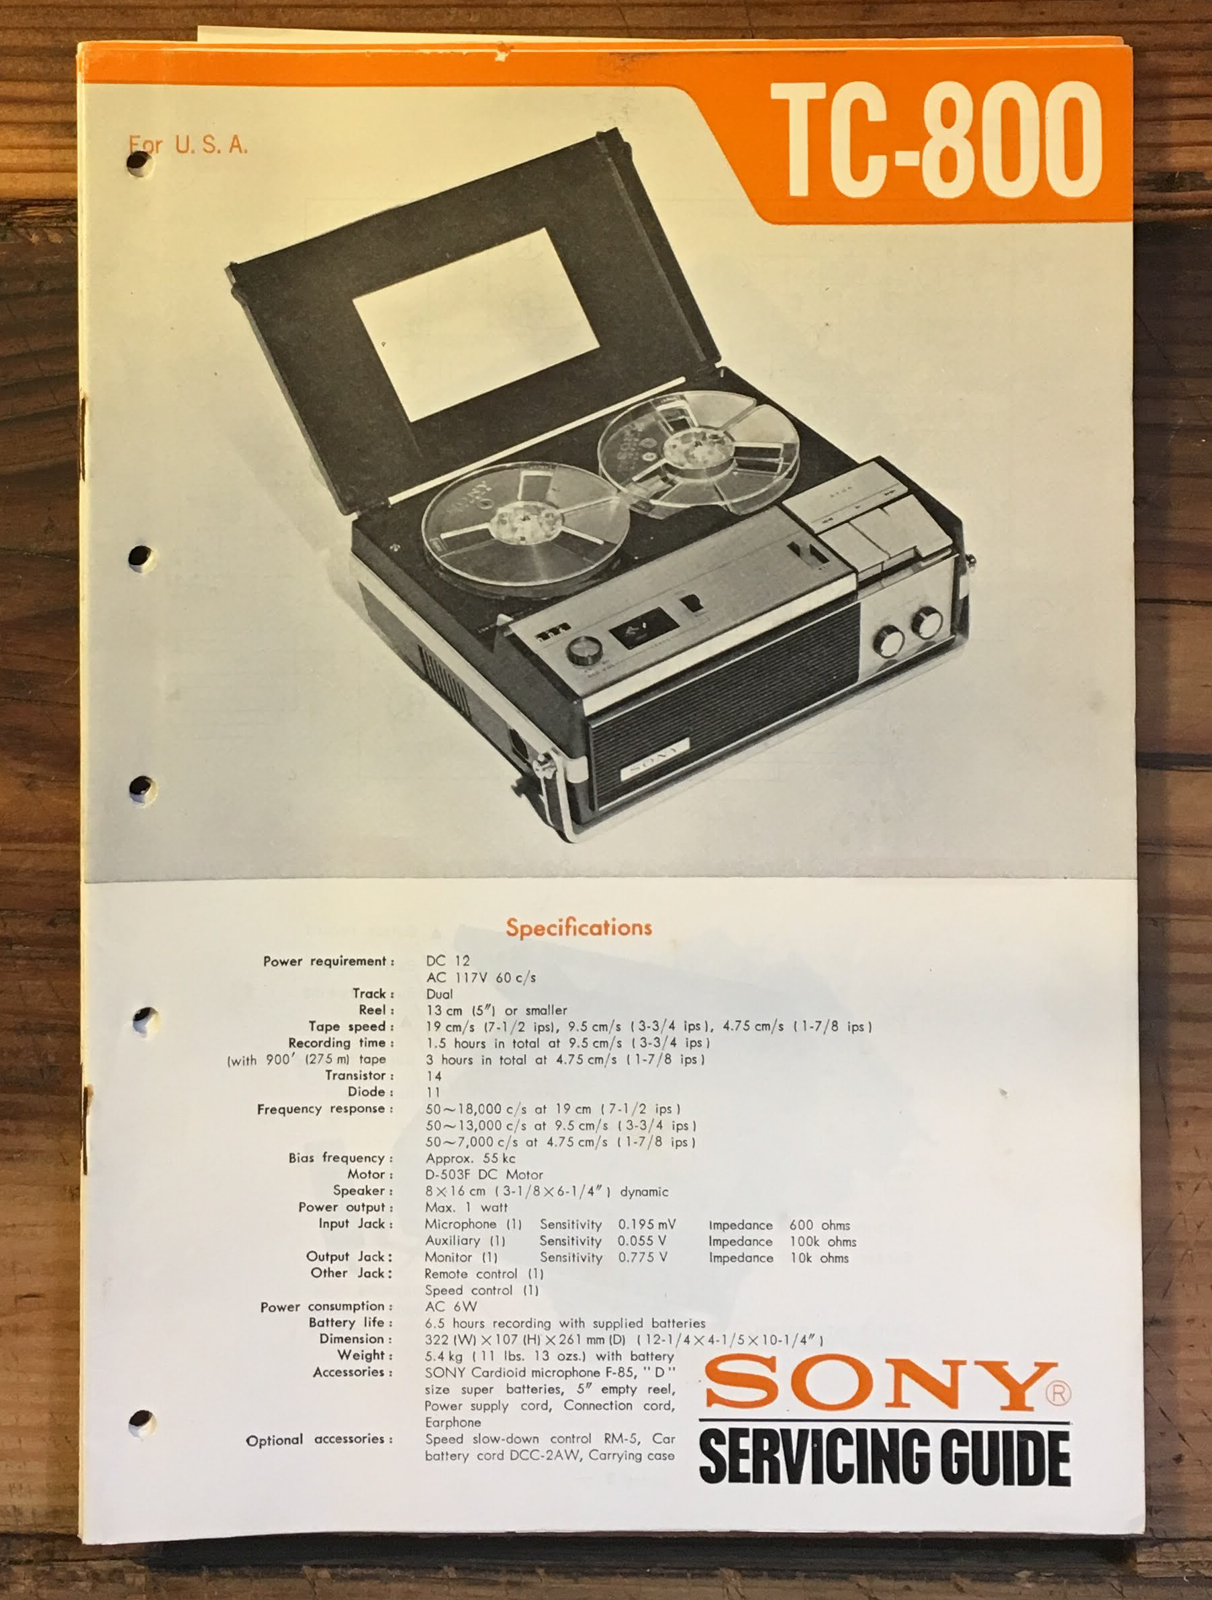 TC-800
For U. S. A.
SONY
SONY
SONY
Specifications
Power requirement : DC 12
AC 117V 60 c/s
Track : Dual
Reel : 13 cm (5″) or smaller
Tape speed : 19 cm/s (7-1/2 ips), 9.5 cm/s (3-3/4 ips), 4.75 cm/s (1-7/8 ips)
Recording time : 1.5 hours in total at 9.5 cm/s (3-3/4 ips)
(with 900′ (275 m) tape 3 hours in total at 4.75 cm/s (1-7/8 ips)
Transistor : 14
Diode : 11
Frequency response : 50～18,000 c/s at 19 cm (7-1/2 ips)
50～13,000 c/s at 9.5 cm/s (3-3/4 ips)
50～7,000 c/s at 4.75 cm/s (1-7/8 ips)
Bias frequency : Approx. 55 kc
Motor : D-503F DC Motor
Speaker : 8×16 cm (3-1/8×6-1/4″) dynamic
Power output : Max. 1 watt
Input Jack : Microphone (1) Sensitivity 0.195 mV Impedance 600 ohms
Auxiliary (1) Sensitivity 0.055 V Impedance 100k ohms
Output Jack : Monitor (1) Sensitivity 0.775 V Impedance 10k ohms
Other Jack : Remote control (1)
Speed control (1)
Power consumption : AC 6W
Battery life : 6.5 hours recording with supplied batteries
Dimension : 322 (W)×107 (H)×261 mm (D) (12-1/4×4-1/5×10-1/4″)
Weight : 5.4 kg (11 lbs. 13 ozs.) with battery
Accessories : SONY Cardioid microphone F-85, "D"
size super batteries, 5″ empty reel,
Power supply cord, Connection cord,
Earphone
Optional accessories : Speed slow-down control RM-5, Car
battery cord DCC-2AW, Carrying case
SONY®
SERVICING GUIDE